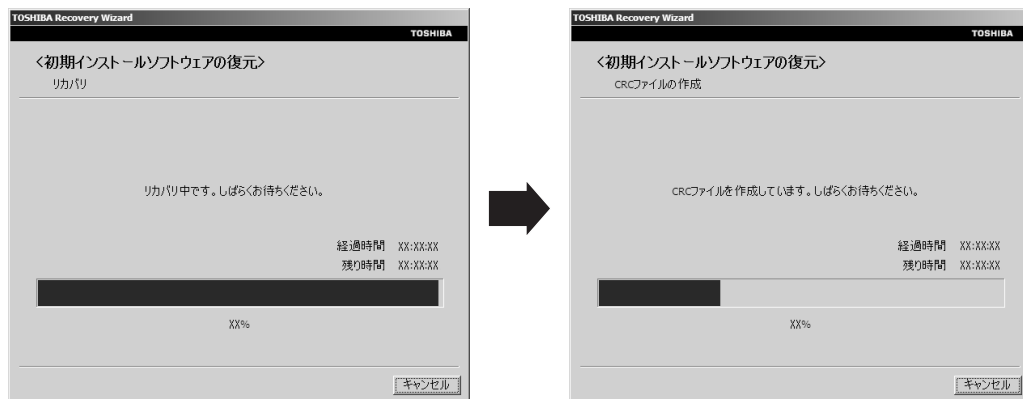 TOSHIBA Recovery Wizard
TOSHIBA
<初期インストールソフトウェアの復元>
リカバリ
リカバリ中です。しばらくお待ちください。
経過時間 XX:XX:XX
残り時間 XX:XX:XX
XX%
キャンセル
TOSHIBA Recovery Wizard
TOSHIBA
<初期インストールソフトウェアの復元>
CRCファイルの作成
CRCファイルを作成しています。しばらくお待ちください。
経過時間 XX:XX:XX
残り時間 XX:XX:XX
XX%
キャンセル